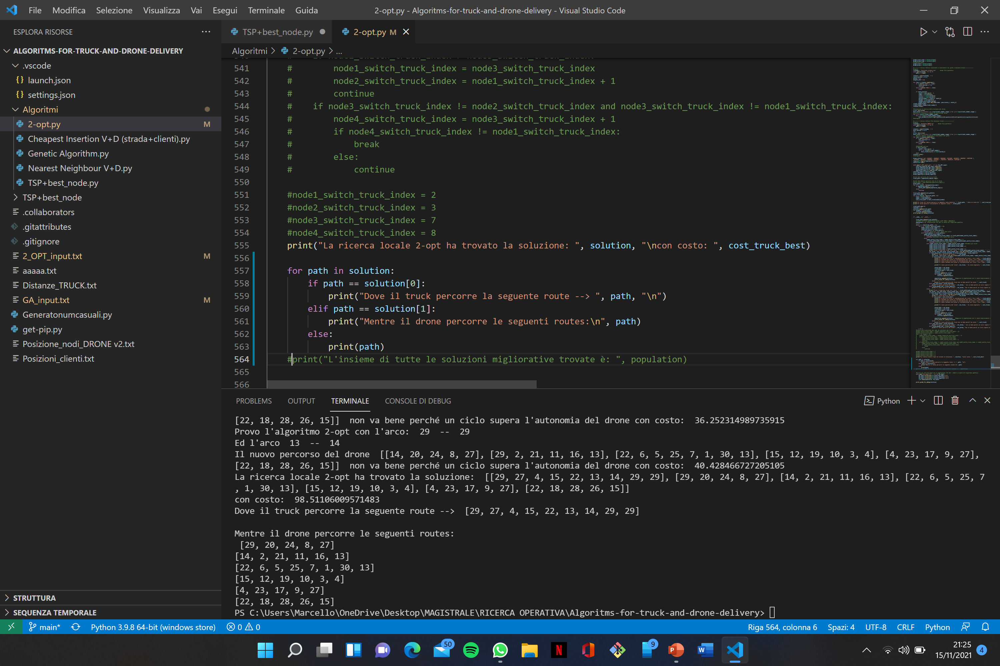 File Modifica Selezione Visualizza Vai Esegui Terminale Guida
2-opt.py - Algoritms-for-truck-and-drone-delivery - Visual Studio Code
ESPLORA RISORSE
ALGORITMS-FOR-TRUCK-AND-DRONE-DELIVERY
.vscode
launch.json
settings.json
Algoritmi
2-opt.py M
Cheapest Insertion V+D (strada+clienti).py
Genetic Algorithm.py
Nearest Neighbour V+D.py
TSP+best_node.py
TSP+best_node
.collaborators
.gitattributes
.gitignore
2_OPT_input.txt M
aaaaa.txt
Distanze_TRUCK.txt
GA_input.txt M
Generatonumcasuali.py
get-pip.py
Posizione_nodi_DRONE v2.txt
Posizioni_clienti.txt
STRUTTURA
SEQUENZA TEMPORALE
TSP+best_node.py
2-opt.py M
Algoritmi > 2-opt.py > ...
541 #        node1_switch_truck_index = node3_switch_truck_index
542 #        node2_switch_truck_index = node1_switch_truck_index + 1
543 #        continue
544 #    if node3_switch_truck_index != node2_switch_truck_index and node3_switch_truck_index != node1_switch_truck_index:
545 #        node4_switch_truck_index = node3_switch_truck_index + 1
546 #        if node4_switch_truck_index != node1_switch_truck_index:
547 #            break
548 #        else:
549 #            continue
550
551 #node1_switch_truck_index = 2
552 #node2_switch_truck_index = 3
553 #node3_switch_truck_index = 7
554 #node4_switch_truck_index = 8
555 print("La ricerca locale 2-opt ha trovato la soluzione: ", solution, "\ncon costo: ", cost_truck_best)
556
557 for path in solution:
558     if path == solution[0]:
559         print("Dove il truck percorre la seguente route --> ", path, "\n")
560     elif path == solution[1]:
561         print("Mentre il drone percorre le seguenti routes:\n", path)
562     else:
563         print(path)
564 #print("L'insieme di tutte le soluzioni migliorative trovate è: ", population)
565
566
PROBLEMS OUTPUT TERMINALE CONSOLE DI DEBUG
Python
[22, 18, 28, 26, 15]]  non va bene perché un ciclo supera l'autonomia del drone con costo:  36.252314989735915
Provo l'algoritmo 2-opt con l'arco:  29  --  29
Ed l'arco  13  --  14
Il nuovo percorso del drone  [[14, 20, 24, 8, 27], [29, 2, 21, 11, 16, 13], [22, 6, 5, 25, 7, 1, 30, 13], [15, 12, 19, 10, 3, 4], [4, 23, 17, 9, 27],
[22, 18, 28, 26, 15]]  non va bene perché un ciclo supera l'autonomia del drone con costo:  40.428466727205105
La ricerca locale 2-opt ha trovato la soluzione:  [[29, 27, 4, 15, 22, 13, 14, 29, 29], [29, 20, 24, 8, 27], [14, 2, 21, 11, 16, 13], [22, 6, 5, 25, 7
, 1, 30, 13], [15, 12, 19, 10, 3, 4], [4, 23, 17, 9, 27], [22, 18, 28, 26, 15]]
con costo:  98.51106009571483
Dove il truck percorre la seguente route -->  [29, 27, 4, 15, 22, 13, 14, 29, 29]
Mentre il drone percorre le seguenti routes:
[29, 20, 24, 8, 27]
[14, 2, 21, 11, 16, 13]
[22, 6, 5, 25, 7, 1, 30, 13]
[15, 12, 19, 10, 3, 4]
[4, 23, 17, 9, 27]
[22, 18, 28, 26, 15]
PS C:\Users\Marcello\OneDrive\Desktop\MAGISTRALE\RICERCA OPERATIVA\Algoritms-for-truck-and-drone-delivery>
main* Python 3.9.8 64-bit (windows store) 0 0
Riga 564, colonna 6 Spazi: 4 UTF-8 CRLF Python
50
9
21:25
15/11/2021
4